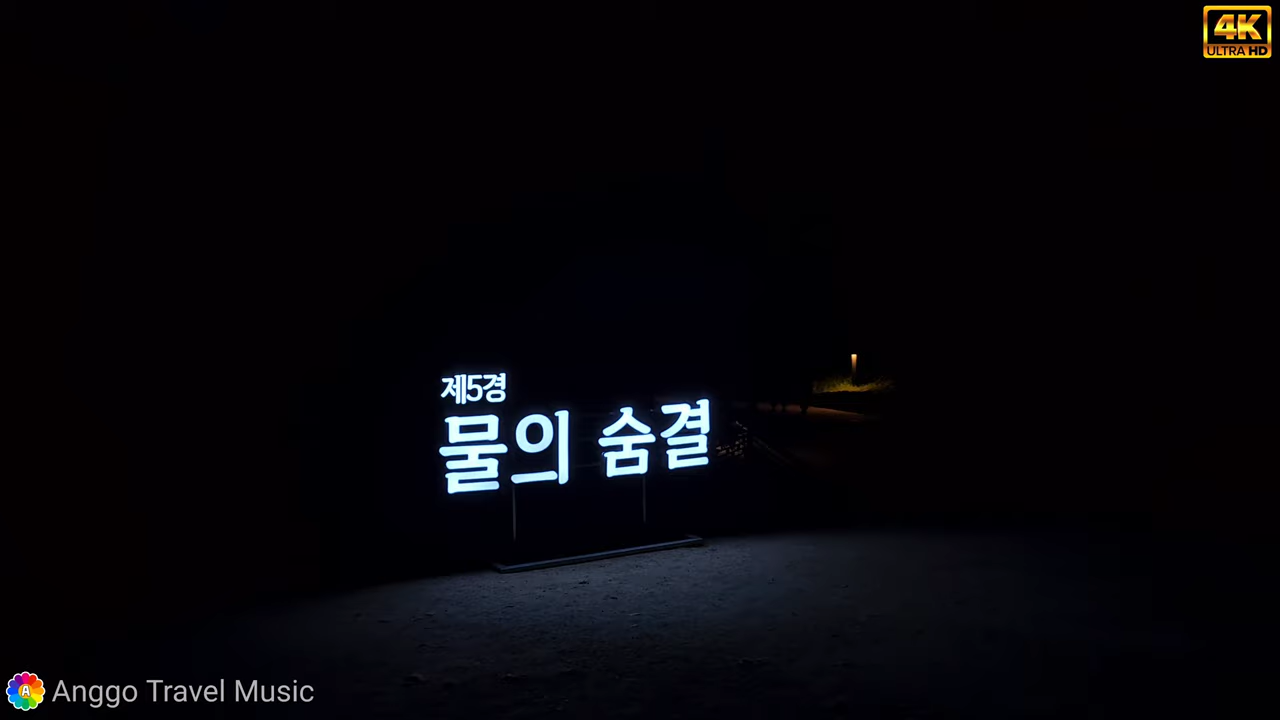 4K
ULTRA HD
제5경
물의 숨결
A
Anggo Travel Music